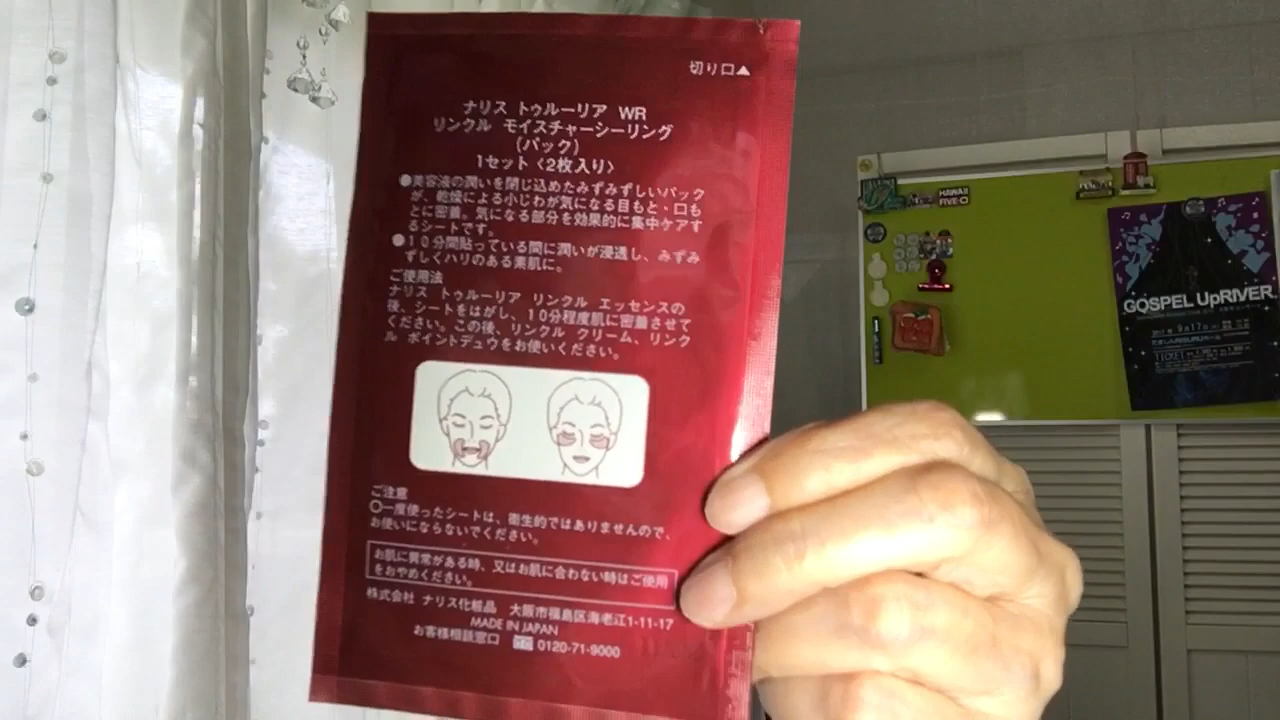 切り口▲
ナリス トゥルーリア WR
リンクル モイスチャーシーリング
(パック)
1セット〈2枚入り〉
●美容液の潤いを閉じ込めたみずみずしいパック
が、乾燥による小じわが気になる目もと・口も
とに密着。気になる部分を効果的に集中ケアす
るシートです。
●10分間貼っている間に潤いが浸透し、みずみ
ずしくハリのある素肌に。
ご使用法
ナリス トゥルーリア リンクル エッセンスの
後、シートをはがし、10分程度肌に密着させて
ください。この後、リンクル クリーム、リンク
ル ポイントデュウをお使いください。
ご注意
○一度使ったシートは、衛生的ではありませんので、
お使いにならないでください。
お肌に異常がある時、又はお肌に合わない時はご使用
をおやめください。
株式会社 ナリス化粧品 大阪市福島区海老江1-11-17
MADE IN JAPAN
お客様相談窓口 0120-71-9000
HAWAII
FIVE-O
GOSPEL UpRIVER
9月17日
TICKET